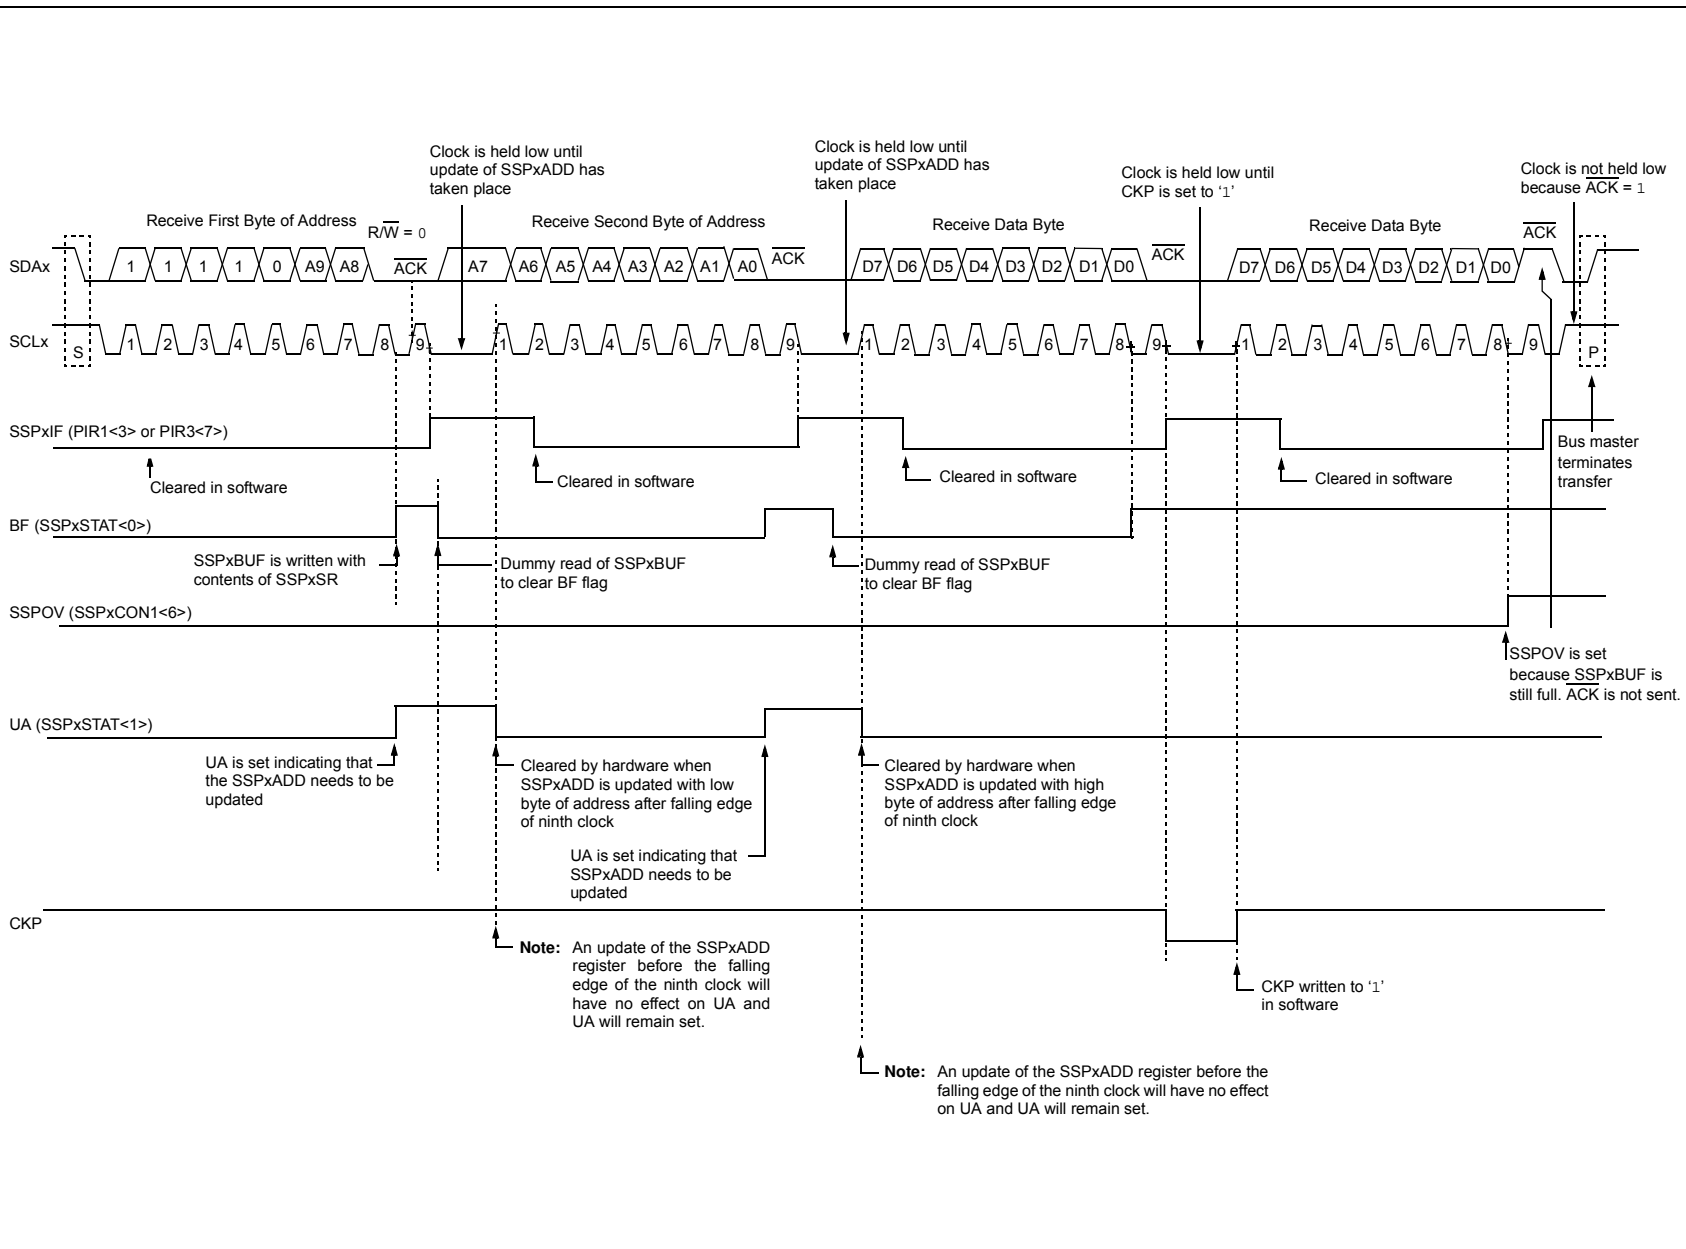 Clock is held low until
update of SSPxADD has
taken place
Clock is held low until
update of SSPxADD has
taken place
Clock is held low until
CKP is set to ‘1’
Clock is not held low
because ACK = 1
Receive First Byte of Address
R/W = 0
Receive Second Byte of Address
Receive Data Byte
Receive Data Byte
SDAx
1 1 1 1 0 A9 A8
ACK
A7 A6 A5 A4 A3 A2 A1 A0
ACK
D7 D6 D5 D4 D3 D2 D1 D0
ACK
D7 D6 D5 D4 D3 D2 D1 D0
ACK
SCLx
S
1 2 3 4 5 6 7 8 9
1 2 3 4 5 6 7 8 9
1 2 3 4 5 6 7 8 9
1 2 3 4 5 6 7 8 9
P
SSPxIF (PIR1<3> or PIR3<7>)
Cleared in software
Cleared in software
Cleared in software
Cleared in software
Bus master
terminates
transfer
BF (SSPxSTAT<0>)
SSPxBUF is written with
contents of SSPxSR
Dummy read of SSPxBUF
to clear BF flag
Dummy read of SSPxBUF
to clear BF flag
SSPOV (SSPxCON1<6>)
SSPOV is set
because SSPxBUF is
still full. ACK is not sent.
UA (SSPxSTAT<1>)
UA is set indicating that
the SSPxADD needs to be
updated
Cleared by hardware when
SSPxADD is updated with low
byte of address after falling edge
of ninth clock
UA is set indicating that
SSPxADD needs to be
updated
Cleared by hardware when
SSPxADD is updated with high
byte of address after falling edge
of ninth clock
CKP
Note: An update of the SSPxADD
register before the falling
edge of the ninth clock will
have no effect on UA and
UA will remain set.
CKP written to ‘1’
in software
Note: An update of the SSPxADD register before the
falling edge of the ninth clock will have no effect
on UA and UA will remain set.